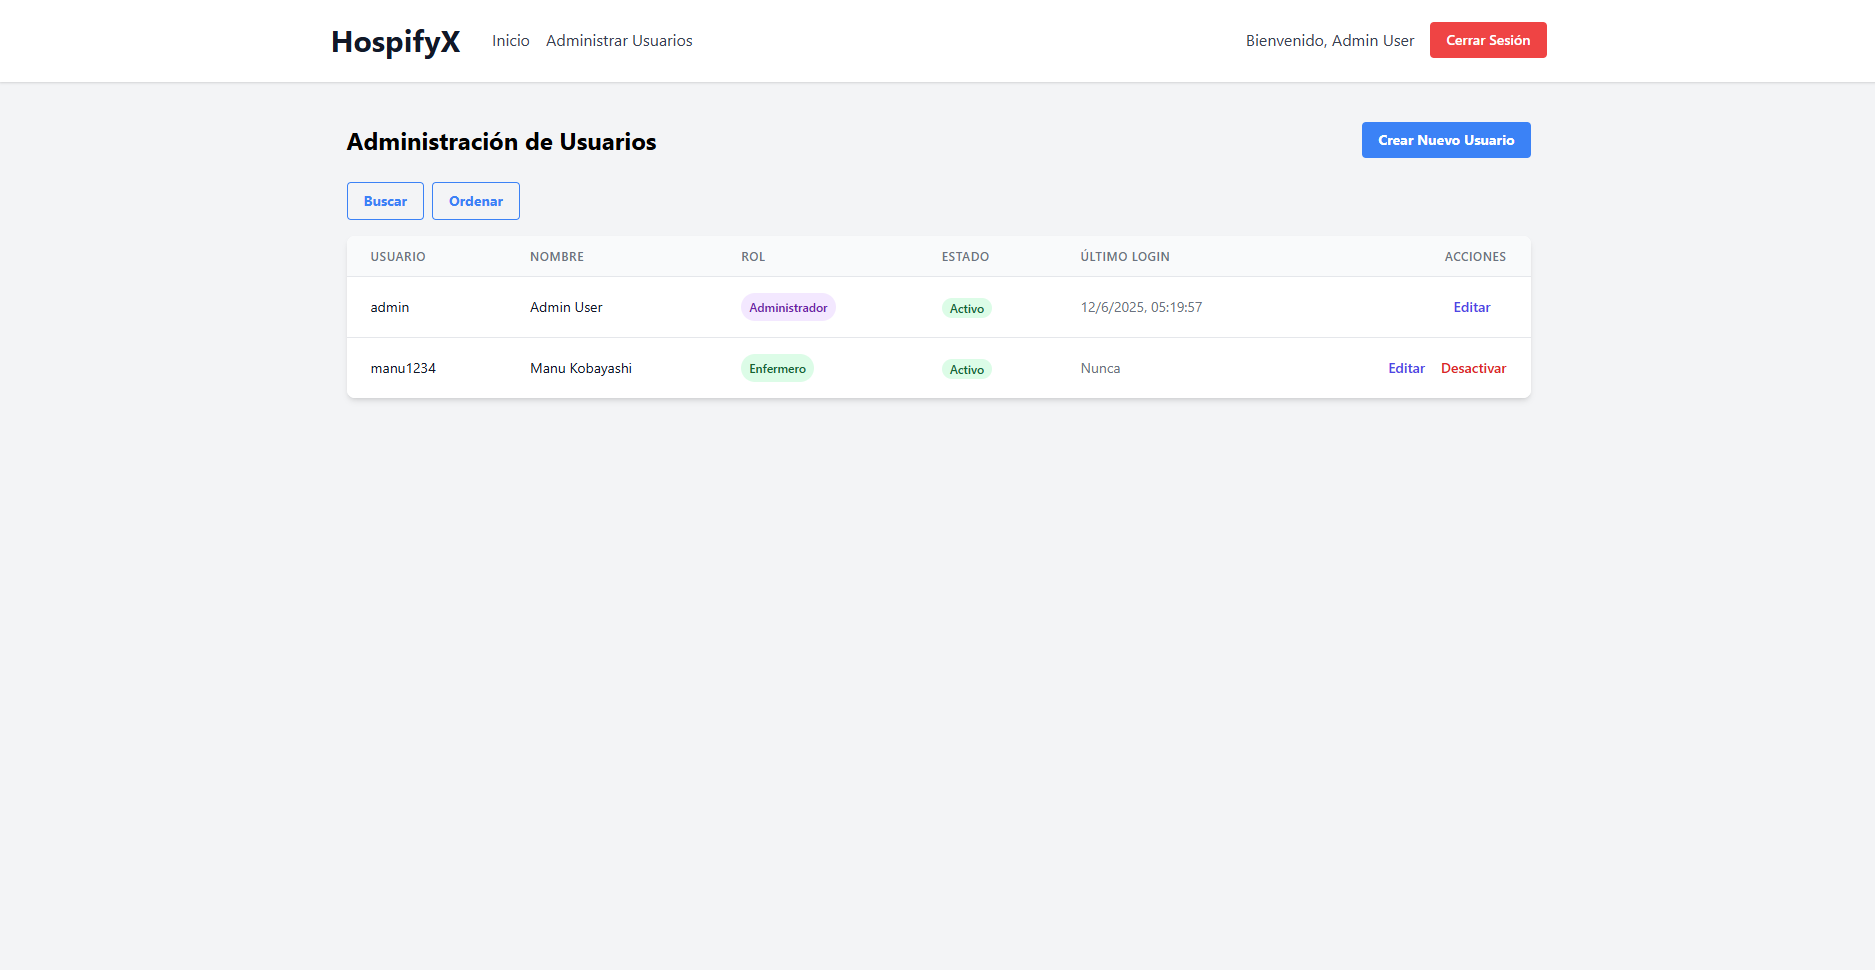 HospifyX Inicio Administrar Usuarios Bienvenido, Admin User Cerrar Sesión
Administración de Usuarios Crear Nuevo Usuario
Buscar Ordenar
USUARIO NOMBRE ROL ESTADO ÚLTIMO LOGIN ACCIONES
admin Admin User Administrador Activo 12/6/2025, 05:19:57 Editar
manu1234 Manu Kobayashi Enfermero Activo Nunca Editar Desactivar